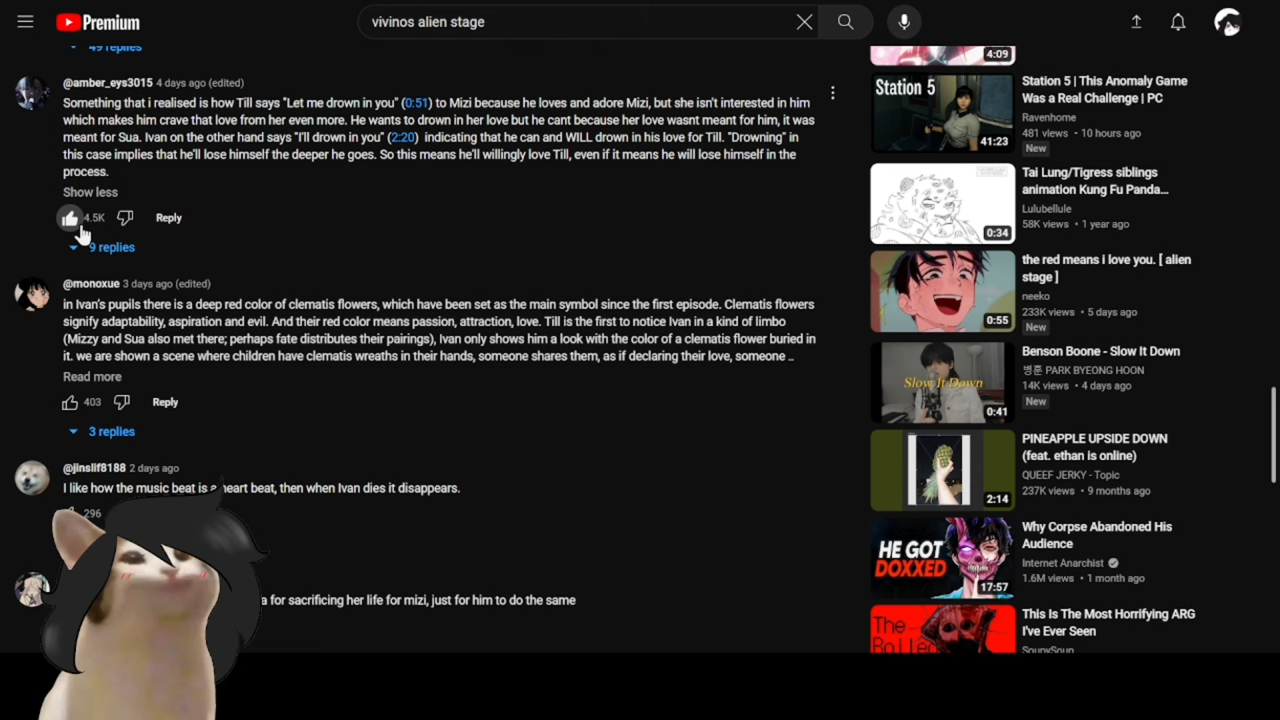 Premium
vivinos alien stage
49 replies
@amber_eys3015 4 days ago (edited)
Something that i realised is how Till says "Let me drown in you" (0:51) to Mizi because he loves and adore Mizi, but she isn't interested in him
which makes him crave that love from her even more. He wants to drown in her love but he cant because her love wasnt meant for him, it was
meant for Sua. Ivan on the other hand says "I'll drown in you" (2:20) indicating that he can and WILL drown in his love for Till. "Drowning" in
this case implies that he'll lose himself the deeper he goes. So this means he'll willingly love Till, even if it means he will lose himself in the
process.
Show less
4.5K
Reply
9 replies
@monoxue 3 days ago (edited)
in Ivan's pupils there is a deep red color of clematis flowers, which have been set as the main symbol since the first episode. Clematis flowers
signify adaptability, aspiration and evil. And their red color means passion, attraction, love. Till is the first to notice Ivan in a kind of limbo
(Mizzy and Sua also met there; perhaps fate distributes their pairings), Ivan only shows him a look with the color of a clematis flower buried in
it. we are shown a scene where children have clematis wreaths in their hands, someone shares them, as if declaring their love, someone ..
Read more
403
Reply
3 replies
@jinslif8188 2 days ago
I like how the music beat is a heart beat, then when Ivan dies it disappears.
296
a for sacrificing her life for mizi, just for him to do the same
4:09
Station 5
41:23
Station 5 | This Anomaly Game
Was a Real Challenge | PC
Ravenhome
481 views • 10 hours ago
New
0:34
Tai Lung/Tigress siblings
animation Kung Fu Panda...
Lulubellule
58K views • 1 year ago
0:55
the red means i love you. [ alien
stage ]
neeko
233K views • 5 days ago
New
Slow It Down
0:41
Benson Boone - Slow It Down
병훈 PARK BYEONG HOON
14K views • 4 days ago
New
2:14
PINEAPPLE UPSIDE DOWN
(feat. ethan is online)
QUEEF JERKY - Topic
237K views • 9 months ago
HE GOT
DOXXED
17:57
Why Corpse Abandoned His
Audience
Internet Anarchist
1.6M views • 1 month ago
The
This Is The Most Horrifying ARG
I've Ever Seen
SoupySoup